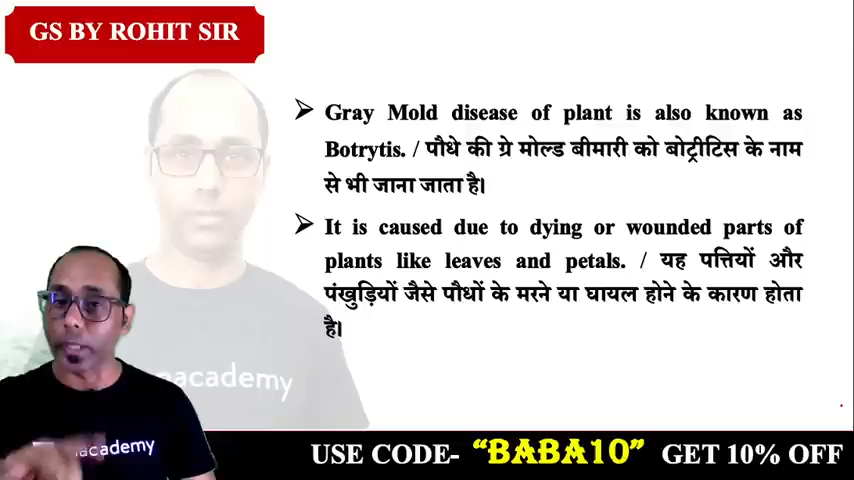 GS BY ROHIT SIR
➢ Gray Mold disease of plant is also known as
Botrytis. / पौधे की ग्रे मोल्ड बीमारी को बोट्रीटिस के नाम
से भी जाना जाता है।
➢ It is caused due to dying or wounded parts of
plants like leaves and petals. / यह पत्तियों और
पंखुड़ियों जैसे पौधों के मरने या घायल होने के कारण होता
है।
nacademy
nacademy
USE CODE- “BABA10” GET 10% OFF